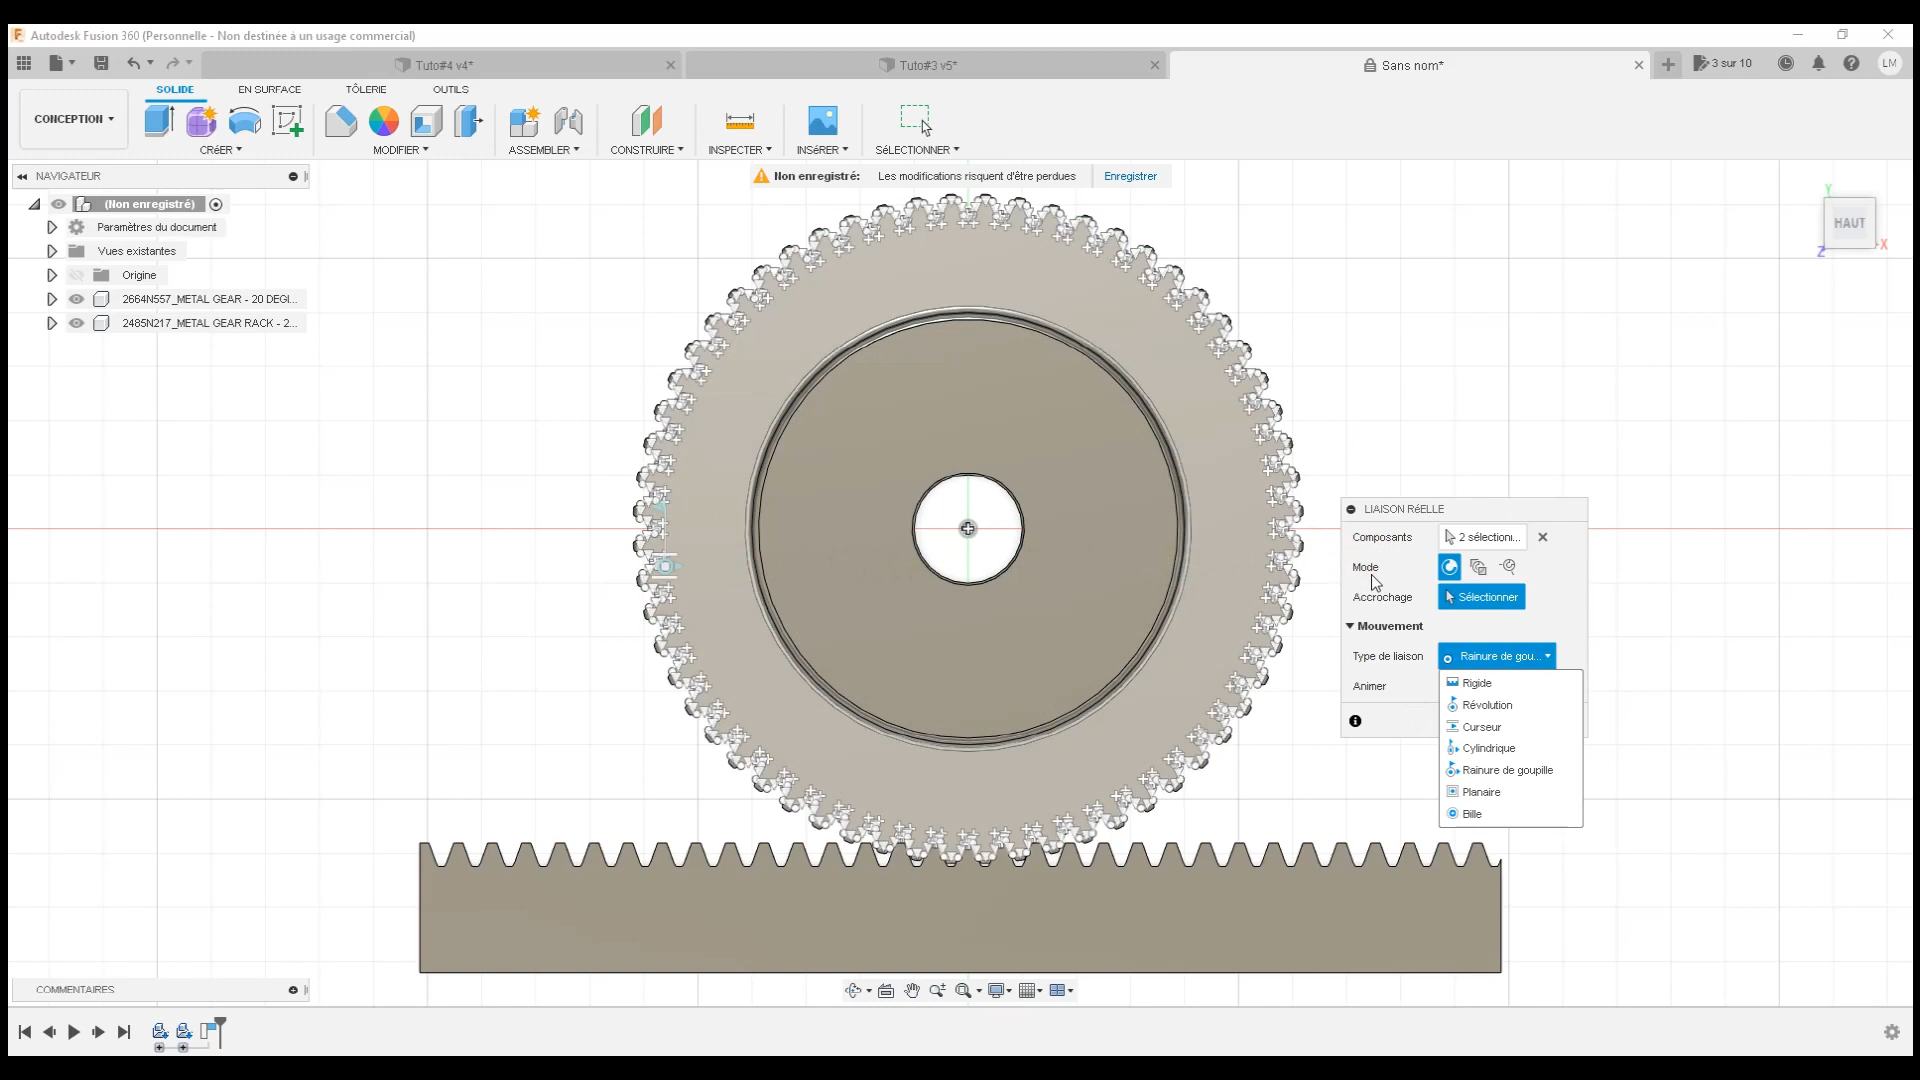 Autodesk Fusion 360 (Personnelle - Non destinée à un usage commercial)
Tuto#4 v4*
Tuto#3 v5*
Sans nom*
3 sur 10
LM
CONCEPTION
SOLIDE
EN SURFACE
TÔLERIE
OUTILS
CRéER
MODIFIER
ASSEMBLER
CONSTRUIRE
INSPECTER
INSéRER
SéLECTIONNER
NAVIGATEUR
Non enregistré:
Les modifications risquent d'être perdues
Enregistrer
(Non enregistré)
Paramètres du document
Vues existantes
Origine
2664N557_METAL GEAR - 20 DEGI...
2485N217_METAL GEAR RACK - 2...
Y
HAUT
X
Z
LIAISON RéELLE
Composants
2 sélectioni...
Mode
Accrochage
Sélectionner
Mouvement
Type de liaison
Rainure de gou...
Animer
Rigide
Révolution
Curseur
Cylindrique
Rainure de goupille
Planaire
Bille
COMMENTAIRES